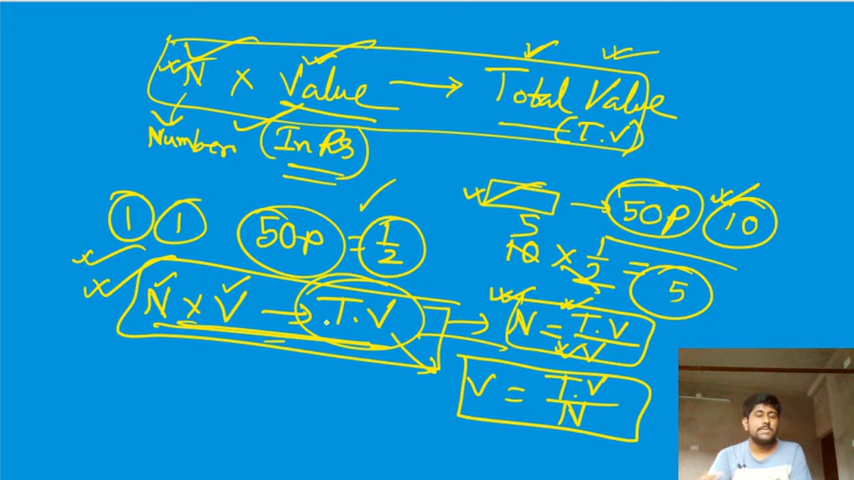 N × Value → Total Value
(T.V)
Number (In Rs)
1 1 50p = 1/2
→ 50p 10
5
10 × 1/2 = 5
N × V → T.V
N = T.V/V
V = T.V/N